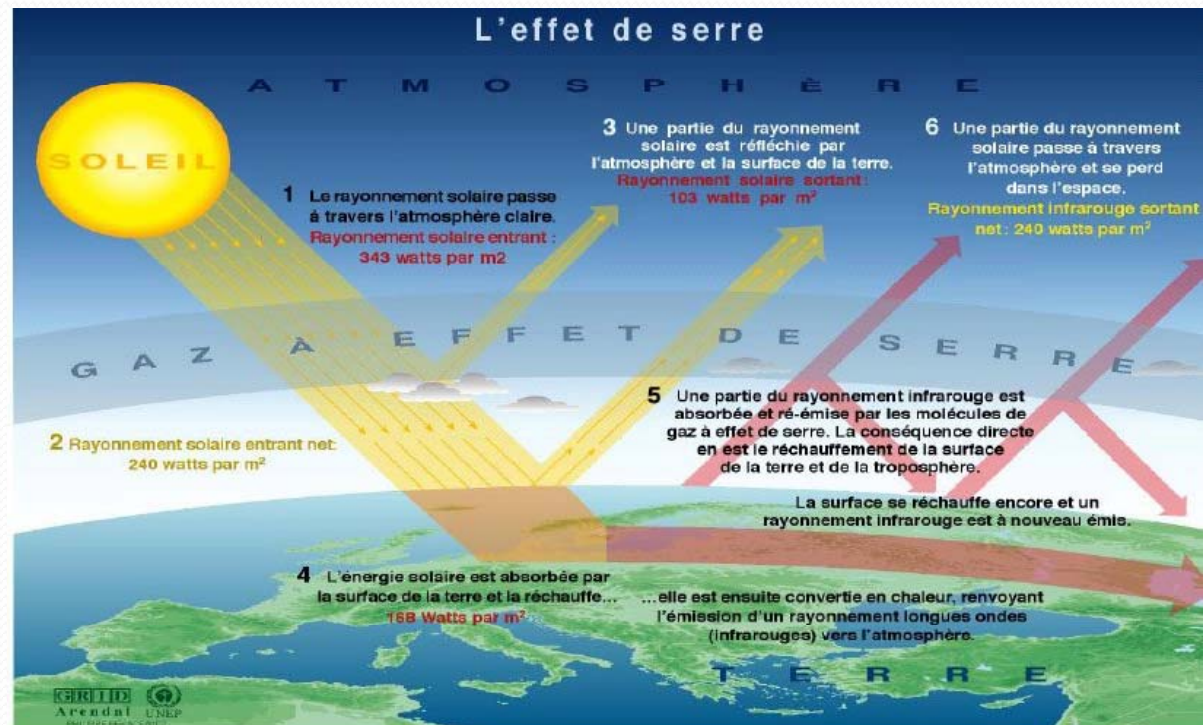 L'effet de serre
ATMOSPHÈRE
SOLEIL
1 Le rayonnement solaire passe
à travers l'atmosphère claire.
Rayonnement solaire entrant :
343 watts par m2
3 Une partie du rayonnement
solaire est réfléchie par
l'atmosphère et la surface de la terre.
Rayonnement solaire sortant :
103 watts par m²
6 Une partie du rayonnement
solaire passe à travers
l'atmosphère et se perd
dans l'espace.
Rayonnement infrarouge sortant
net : 240 watts par m²
GAZ À EFFET DE SERRE
2 Rayonnement solaire entrant net:
240 watts par m²
5 Une partie du rayonnement infrarouge est
absorbée et ré-émise par les molécules de
gaz à effet de serre. La conséquence directe
en est le réchauffement de la surface
de la terre et de la troposphère.
La surface se réchauffe encore et un
rayonnement infrarouge est à nouveau émis.
4 L'énergie solaire est absorbée par
la surface de la terre et la réchauffe...
168 Watts par m²
...elle est ensuite convertie en chaleur, renvoyant
l'émission d'un rayonnement longues ondes
(infrarouges) vers l'atmosphère.
TERRE
GRID
Arendal UNEP